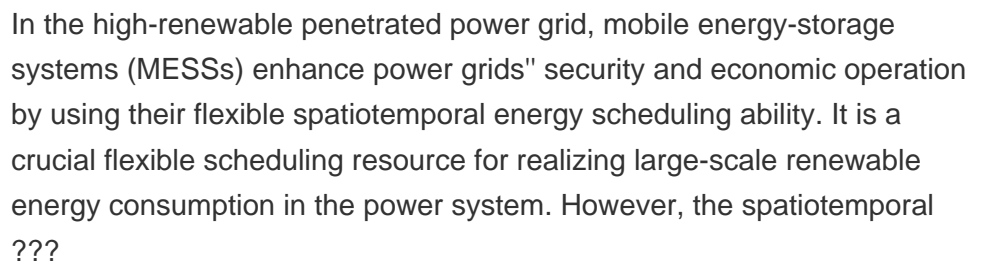 In the high-renewable penetrated power grid, mobile energy-storage
systems (MESSs) enhance power grids" security and economic operation
by using their flexible spatiotemporal energy scheduling ability. It is a
crucial flexible scheduling resource for realizing large-scale renewable
energy consumption in the power system. However, the spatiotemporal
???